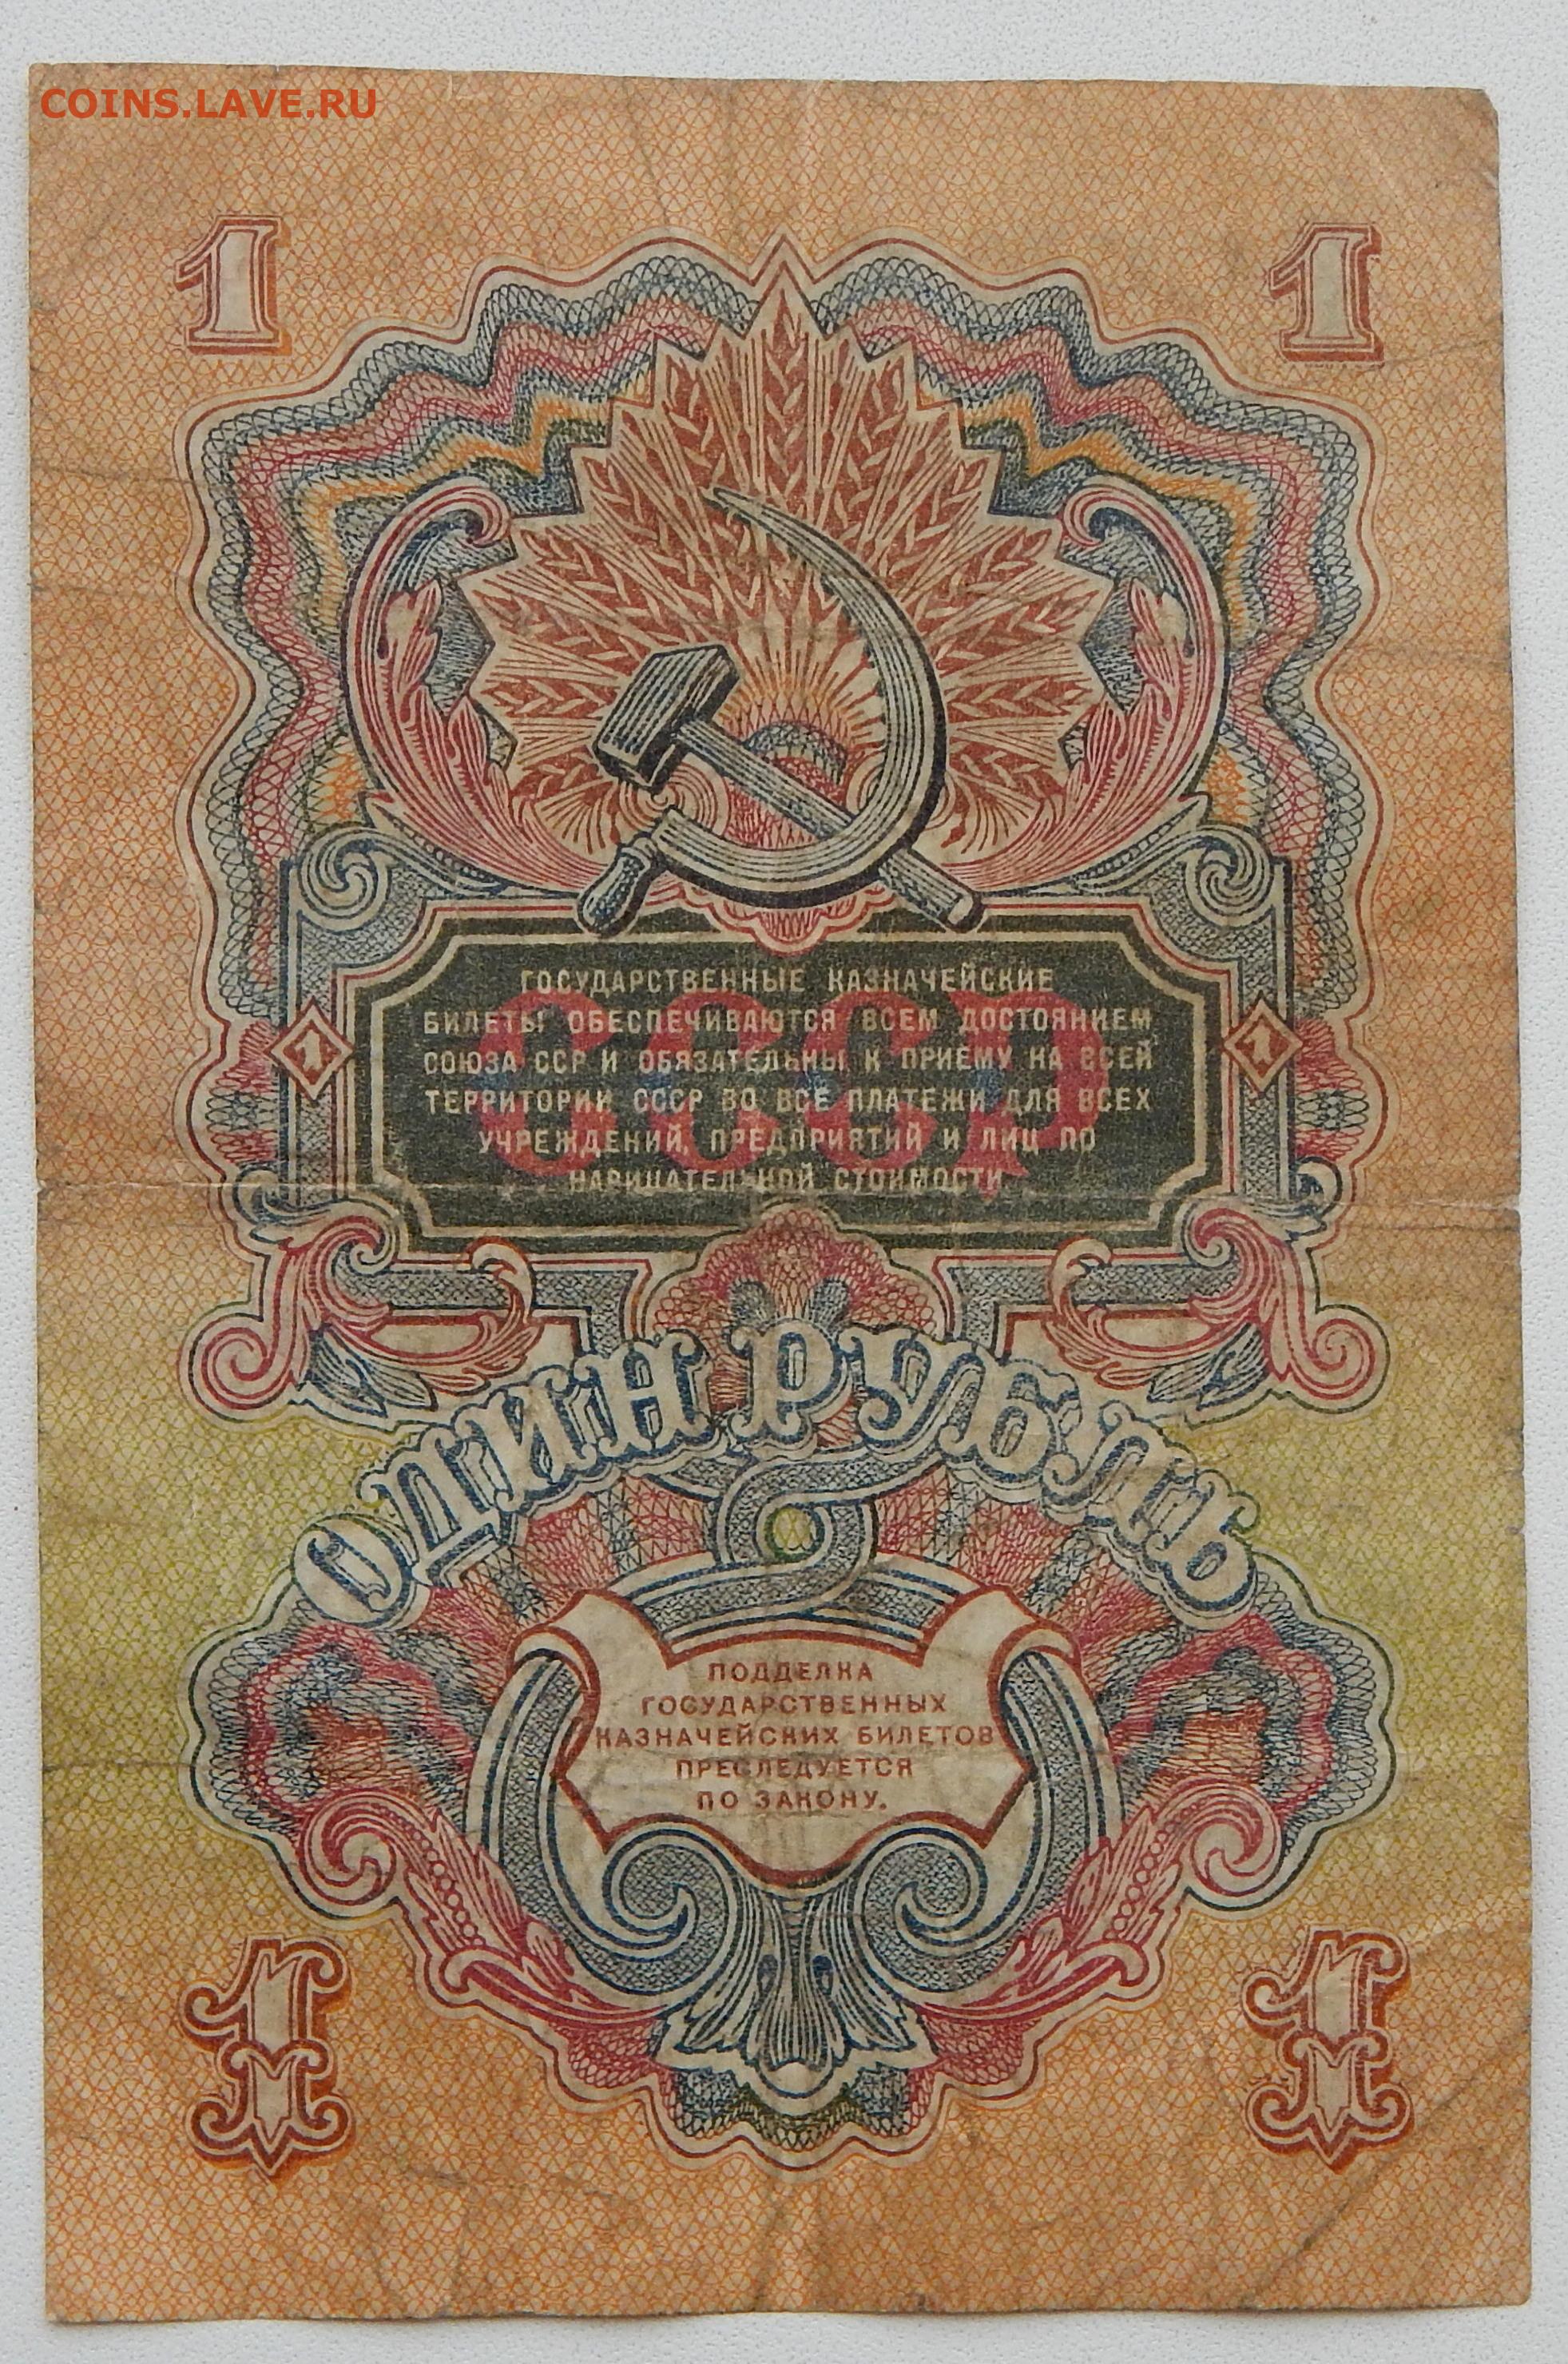 COINS.LAVE.RU
1 1
ГОСУДАРСТВЕННЫЕ КАЗНАЧЕЙСКИЕ
БИЛЕТЫ ОБЕСПЕЧИВАЮТСЯ ВСЕМ ДОСТОЯНИЕМ
СОЮЗА ССР И ОБЯЗАТЕЛЬНЫ К ПРИЕМУ НА ВСЕЙ
ТЕРРИТОРИИ СССР ВО ВСЕ ПЛАТЕЖИ ДЛЯ ВСЕХ
УЧРЕЖДЕНИЙ, ПРЕДПРИЯТИЙ И ЛИЦ ПО
НАРИЦАТЕЛЬНОЙ СТОИМОСТИ
СССР
1 1
ОДИН РУБЛЬ
ПОДДЕЛКА
ГОСУДАРСТВЕННЫХ
КАЗНАЧЕЙСКИХ БИЛЕТОВ
ПРЕСЛЕДУЕТСЯ
ПО ЗАКОНУ.
1 1